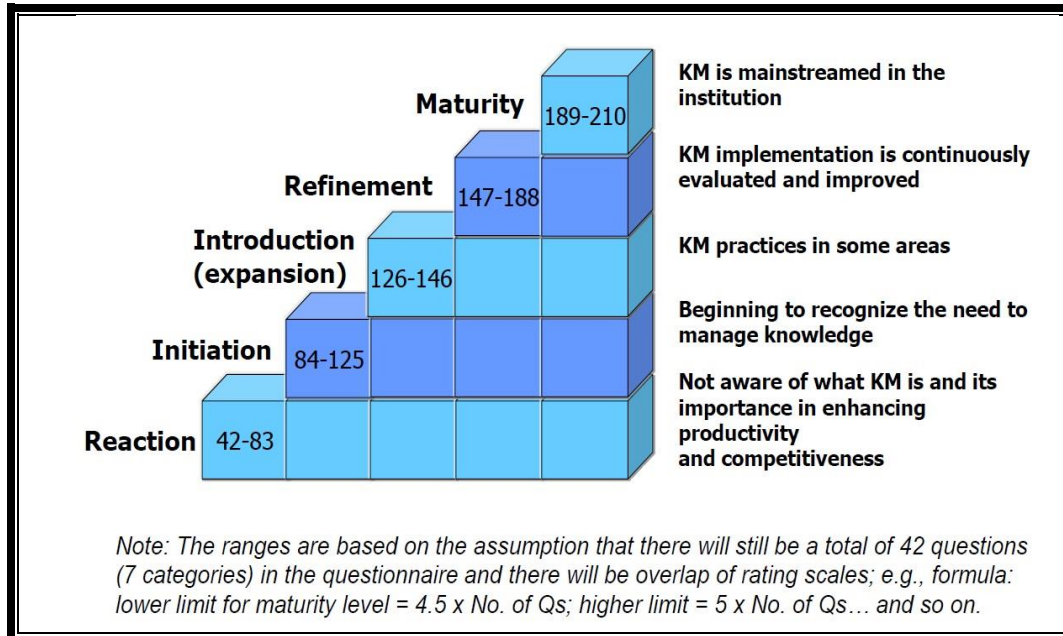 Maturity
189-210
KM is mainstreamed in the
institution
Refinement
147-188
KM implementation is continuously
evaluated and improved
Introduction
(expansion)
126-146
KM practices in some areas
Initiation
84-125
Beginning to recognize the need to
manage knowledge
Reaction
42-83
Not aware of what KM is and its
importance in enhancing
productivity
and competitiveness
Note: The ranges are based on the assumption that there will still be a total of 42 questions
(7 categories) in the questionnaire and there will be overlap of rating scales; e.g., formula:
lower limit for maturity level = 4.5 x No. of Qs; higher limit = 5 x No. of Qs… and so on.